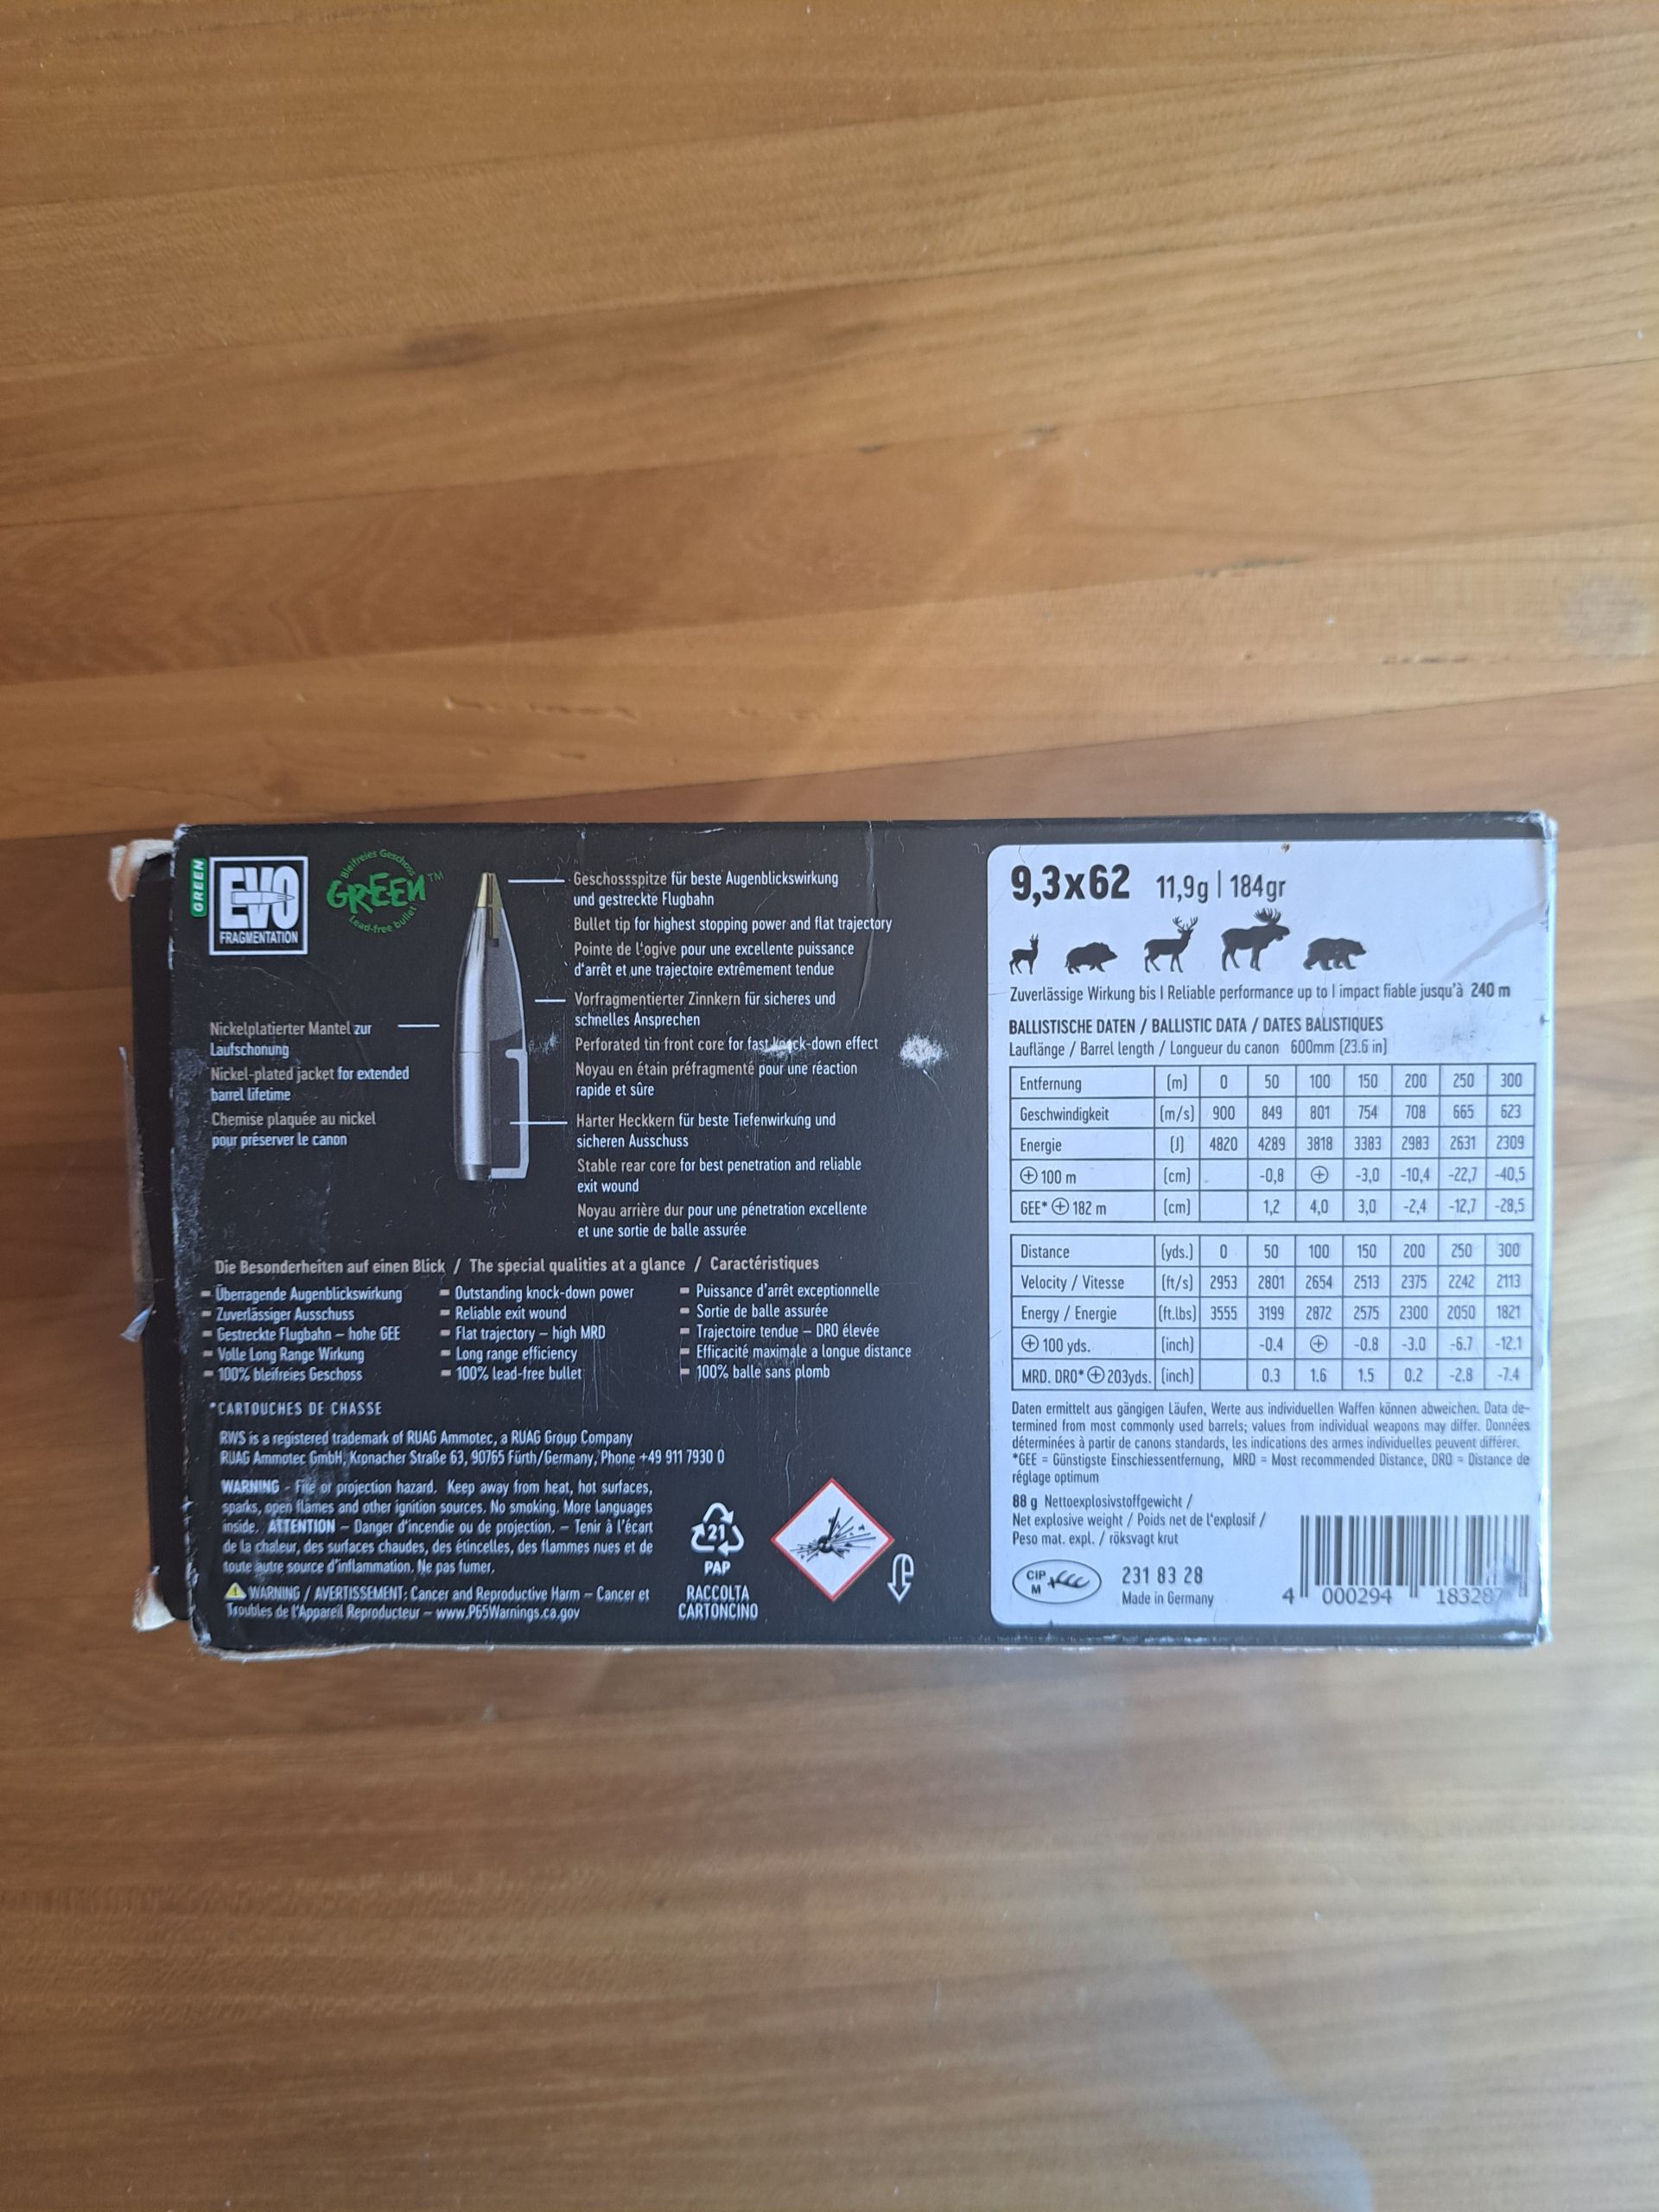 GREEN
EVO
FRAGMENTATION
Bleifreies Geschoss
GREEN™
Lead-free bullet
Geschossspitze für beste Augenblickswirkung
und gestreckte Flugbahn
Bullet tip for highest stopping power and flat trajectory
Pointe de l'ogive pour une excellente puissance
d'arrêt et une trajectoire extrêmement tendue
Vorfragmentierter Zinnkern für sicheres und
schnelles Ansprechen
Perforated tin front core for fast knock-down effect
Noyau en étain préfragmenté pour une réaction
rapide et sûre
Harter Heckkern für beste Tiefenwirkung und
sicheren Ausschuss
Stable rear core for best penetration and reliable
exit wound
Noyau arrière dur pour une pénetration excellente
et une sortie de balle assurée
Nickelplatierter Mantel zur
Laufschonung
Nickel-plated jacket for extended
barrel lifetime
Chemise plaquée au nickel
pour préserver le canon
Die Besonderheiten auf einen Blick / The special qualities at a glance / Caractéristiques
- Überragende Augenblickswirkung
- Zuverlässiger Ausschuss
- Gestreckte Flugbahn – hohe GEE
- Volle Long Range Wirkung
- 100% bleifreies Geschoss
- Outstanding knock-down power
- Reliable exit wound
- Flat trajectory – high MRD
- Long range efficiency
- 100% lead-free bullet
- Puissance d'arrêt exceptionnelle
- Sortie de balle assurée
- Trajectoire tendue – DRO élevée
- Efficacité maximale a longue distance
- 100% balle sans plomb
*CARTOUCHES DE CHASSE
RWS is a registered trademark of RUAG Ammotec, a RUAG Group Company
RUAG Ammotec GmbH, Kronacher Straße 63, 90765 Fürth/Germany, Phone +49 911 7930 0
WARNING - Fire or projection hazard. Keep away from heat, hot surfaces,
sparks, open flames and other ignition sources. No smoking. More languages
inside. ATTENTION – Danger d'incendie ou de projection. – Tenir à l'écart
de la chaleur, des surfaces chaudes, des étincelles, des flammes nues et de
toute autre source d'inflammation. Ne pas fumer.
WARNING / AVERTISSEMENT: Cancer and Reproductive Harm – Cancer et
Troubles de l'Appareil Reproducteur – www.P65Warnings.ca.gov
21
PAP
RACCOLTA
CARTONCINO
9,3x62 11,9g | 184gr
Zuverlässige Wirkung bis | Reliable performance up to | impact fiable jusqu'à 240 m
BALLISTISCHE DATEN / BALLISTIC DATA / DATES BALISTIQUES
Lauflänge / Barrel length / Longueur du canon 600mm (23.6 in)
Entfernung (m) 0 50 100 150 200 250 300
Geschwindigkeit (m/s) 900 849 801 754 708 665 623
Energie (J) 4820 4289 3818 3383 2983 2631 2309
⊕ 100 m (cm) -0,8 ⊕ -3,0 -10,4 -22,7 -40,5
GEE* ⊕ 182 m (cm) 1,2 4,0 3,0 -2,4 -12,7 -28,5
Distance (yds.) 0 50 100 150 200 250 300
Velocity / Vitesse (ft/s) 2953 2801 2654 2513 2375 2242 2113
Energy / Energie (ft.lbs) 3555 3199 2872 2575 2300 2050 1821
⊕ 100 yds. (inch) -0.4 ⊕ -0.8 -3.0 -6.7 -12.1
MRD. DRO* ⊕ 203yds. (inch) 0.3 1.6 1.5 0.2 -2.8 -7.4
Daten ermittelt aus gängigen Läufen, Werte aus individuellen Waffen können abweichen. Data de-
termined from most commonly used barrels; values from individual weapons may differ. Données
déterminées à partir de canons standards, les indications des armes individuelles peuvent différer.
*GEE = Günstigste Einschiessentfernung, MRD = Most recommended Distance, DRO = Distance de
réglage optimum
88 g Nettoexplosivstoffgewicht /
Net explosive weight / Poids net de l'explosif /
Peso mat. expl. / röksvagt krut
CIP
M
231 83 28
Made in Germany
4 000294 183287